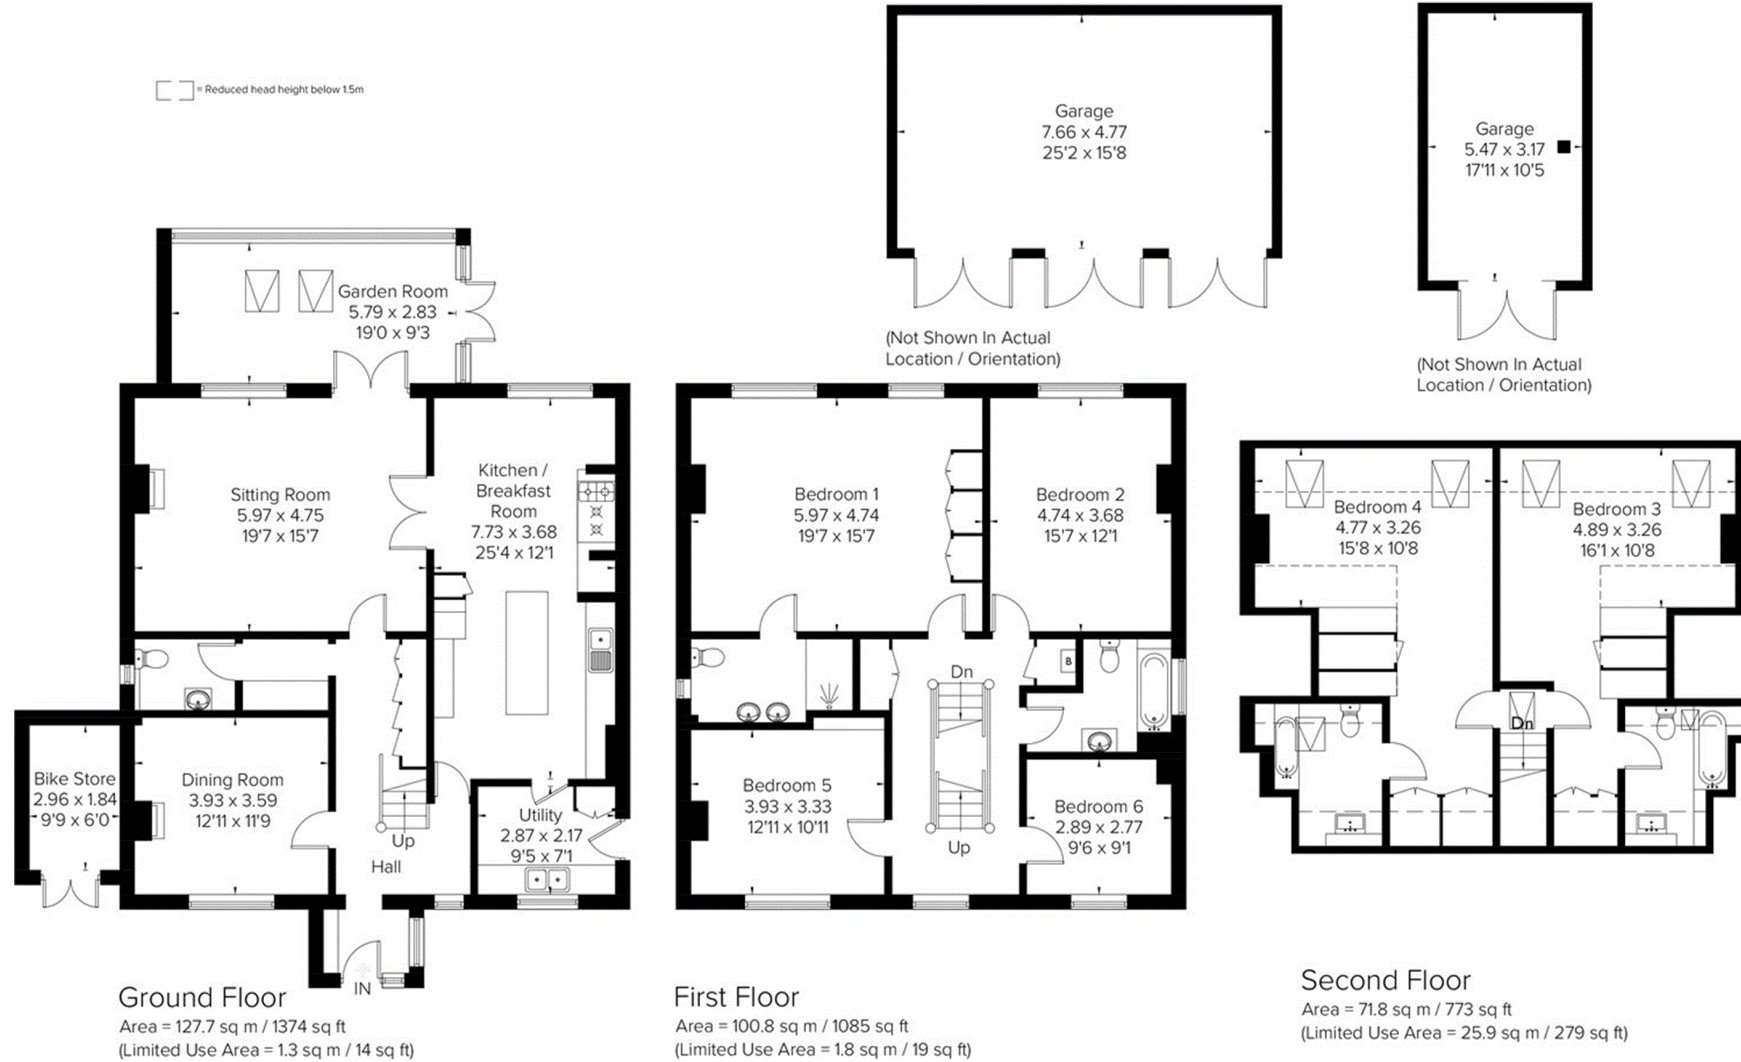 = Reduced head height below 1.5m
Garage
7.66 x 4.77
25'2 x 15'8
(Not Shown In Actual
Location / Orientation)
Garage
5.47 x 3.17
17'11 x 10'5
(Not Shown In Actual
Location / Orientation)
Garden Room
5.79 x 2.83
19'0 x 9'3
Sitting Room
5.97 x 4.75
19'7 x 15'7
Kitchen /
Breakfast
Room
7.73 x 3.68
25'4 x 12'1
Bike Store
2.96 x 1.84
9'9 x 6'0
Dining Room
3.93 x 3.59
12'11 x 11'9
Up
Hall
Utility
2.87 x 2.17
9'5 x 7'1
IN
Ground Floor
Area = 127.7 sq m / 1374 sq ft
(Limited Use Area = 1.3 sq m / 14 sq ft)
Bedroom 1
5.97 x 4.74
19'7 x 15'7
Bedroom 2
4.74 x 3.68
15'7 x 12'1
Dn
B
Bedroom 5
3.93 x 3.33
12'11 x 10'11
Up
Bedroom 6
2.89 x 2.77
9'6 x 9'1
First Floor
Area = 100.8 sq m / 1085 sq ft
(Limited Use Area = 1.8 sq m / 19 sq ft)
Bedroom 4
4.77 x 3.26
15'8 x 10'8
Bedroom 3
4.89 x 3.26
16'1 x 10'8
Dn
Second Floor
Area = 71.8 sq m / 773 sq ft
(Limited Use Area = 25.9 sq m / 279 sq ft)